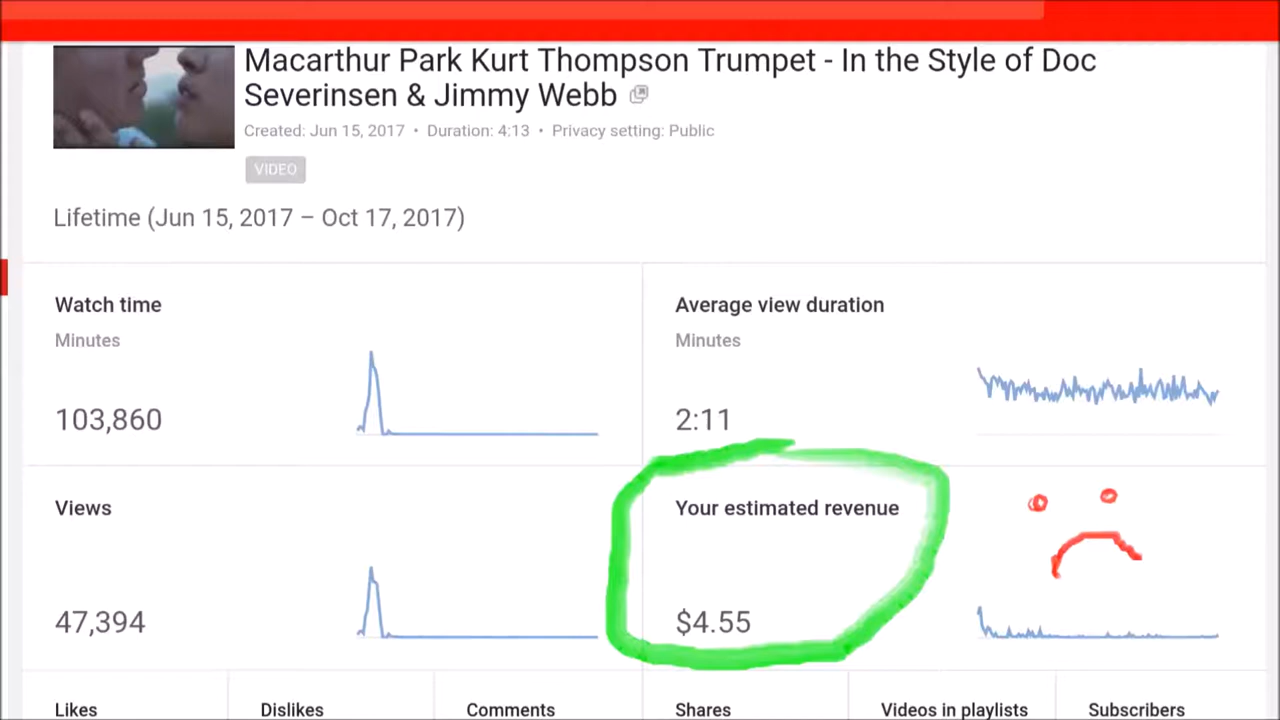 Macarthur Park Kurt Thompson Trumpet - In the Style of Doc
Severinsen & Jimmy Webb
Created: Jun 15, 2017 • Duration: 4:13 • Privacy setting: Public
VIDEO
Lifetime (Jun 15, 2017 – Oct 17, 2017)
Watch time
Minutes
103,860
Average view duration
Minutes
2:11
Views
47,394
Your estimated revenue
$4.55
Likes Dislikes Comments Shares Videos in playlists Subscribers